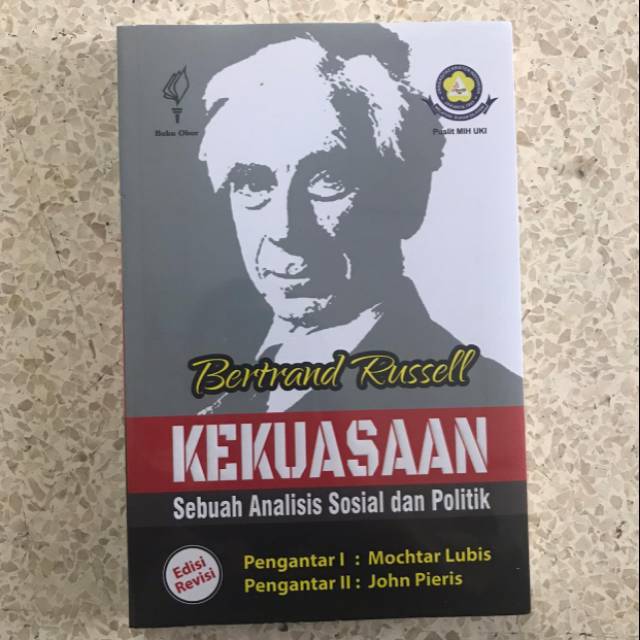 Buku Obor
Puslit MIH UKI
Bertrand Russell
KEKUASAAN
Sebuah Analisis Sosial dan Politik
Edisi
Revisi
Pengantar I : Mochtar Lubis
Pengantar II : John Pieris